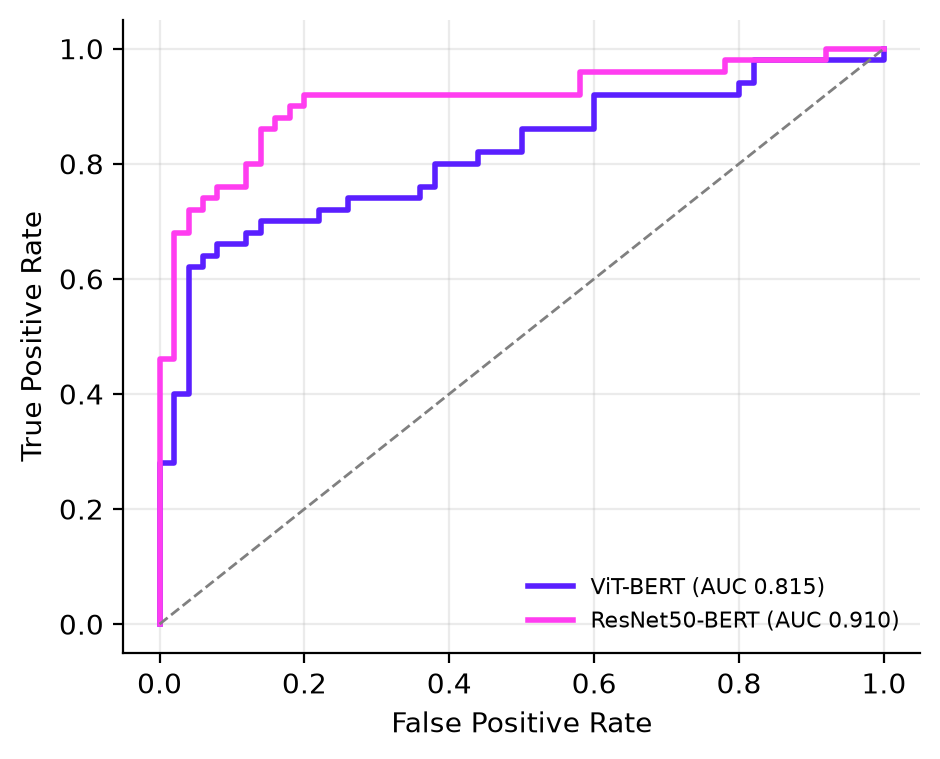 1.0
0.8
0.6
0.4
0.2
0.0
True Positive Rate
ViT-BERT (AUC 0.815)
ResNet50-BERT (AUC 0.910)
0.0 0.2 0.4 0.6 0.8 1.0
False Positive Rate